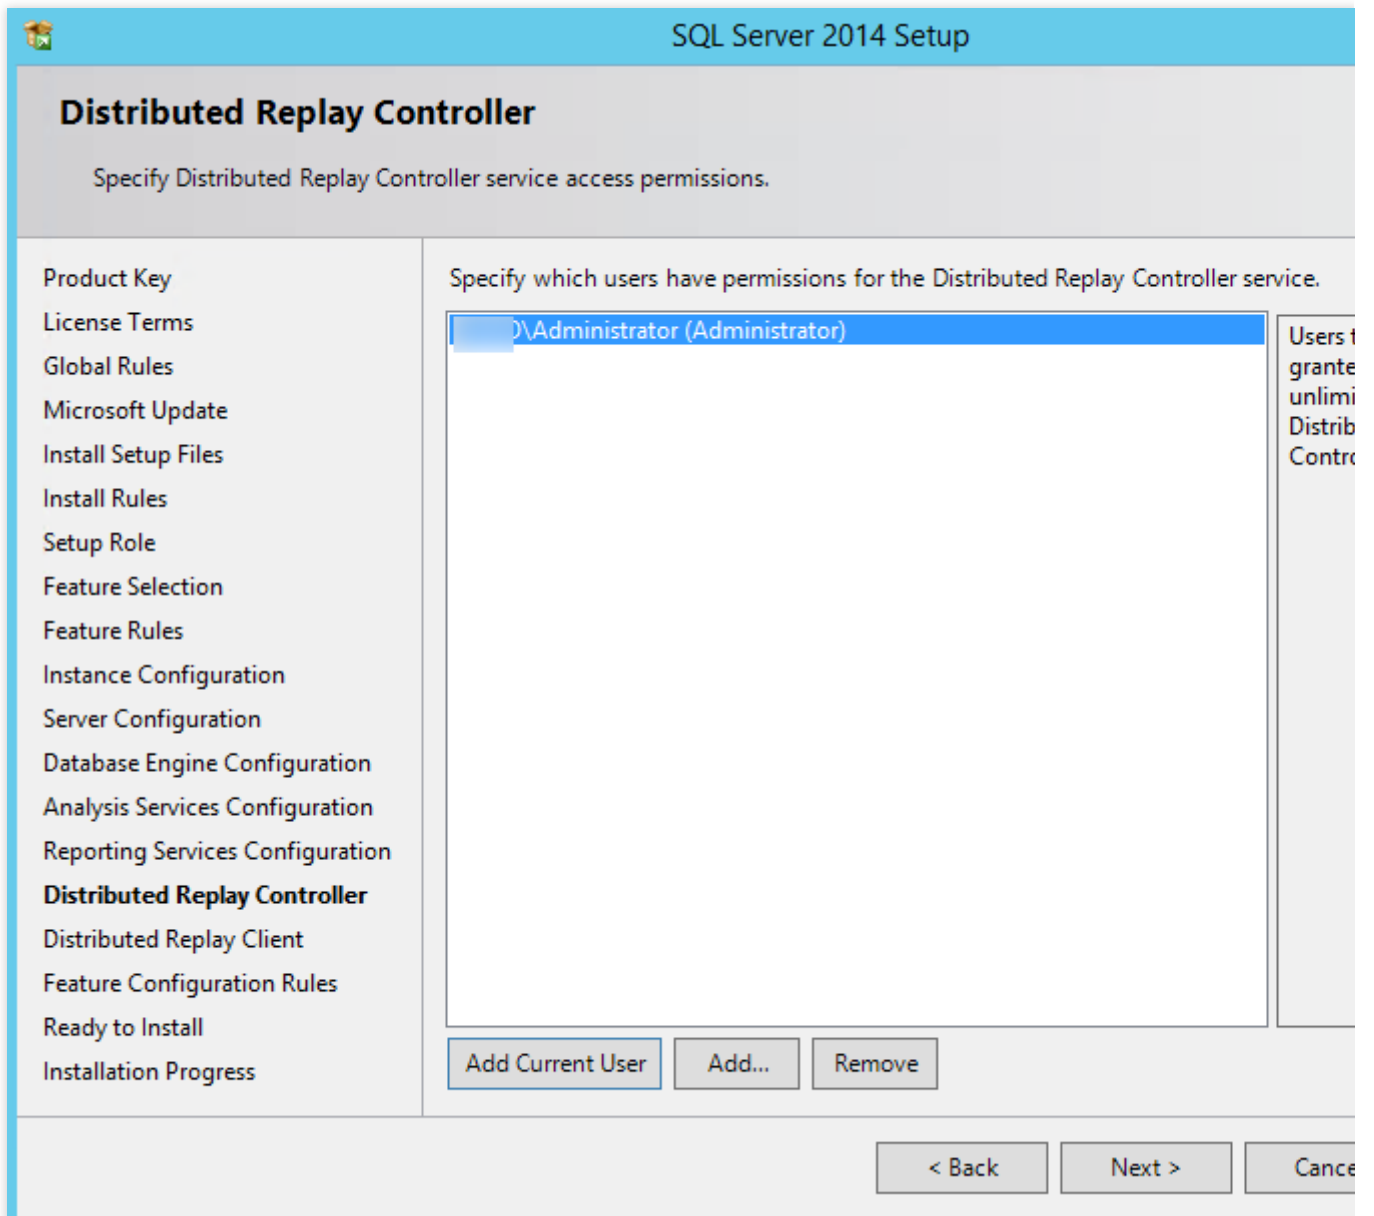 SQL Server 2014 Setup
Distributed Replay Controller
Specify Distributed Replay Controller service access permissions.
Product Key
License Terms
Global Rules
Microsoft Update
Install Setup Files
Install Rules
Setup Role
Feature Selection
Feature Rules
Instance Configuration
Server Configuration
Database Engine Configuration
Analysis Services Configuration
Reporting Services Configuration
Distributed Replay Controller
Distributed Replay Client
Feature Configuration Rules
Ready to Install
Installation Progress
Specify which users have permissions for the Distributed Replay Controller service.
\Administrator (Administrator)
Users
Add Current User Add... Remove
< Back Next >